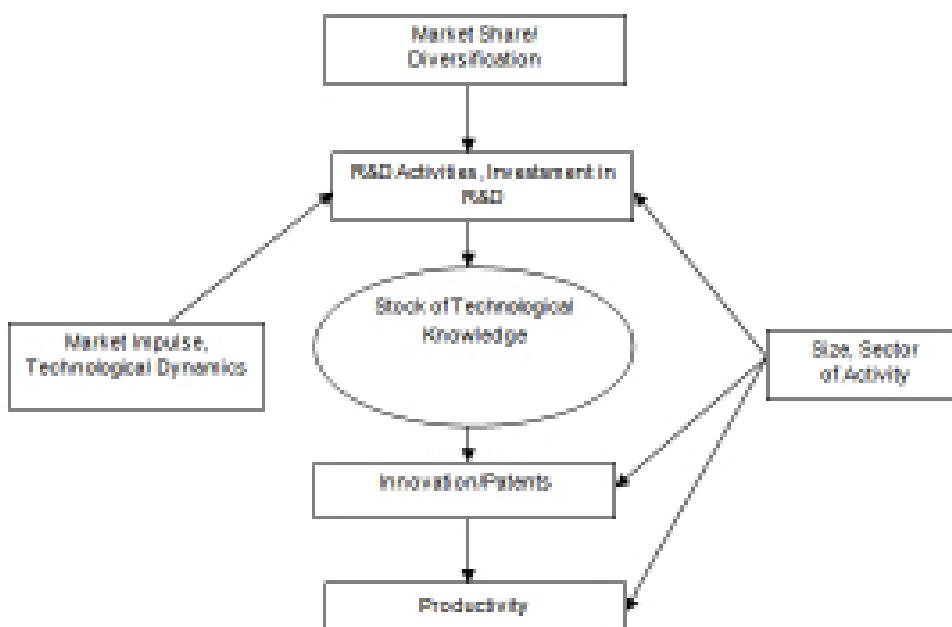 Market Share/
Diversification
R&D Activities, Investment in
R&D
Stock of Technological
Knowledge
Market Impulse,
Technological Dynamics
Size, Sector
of Activity
Innovation/Patents
Productivity